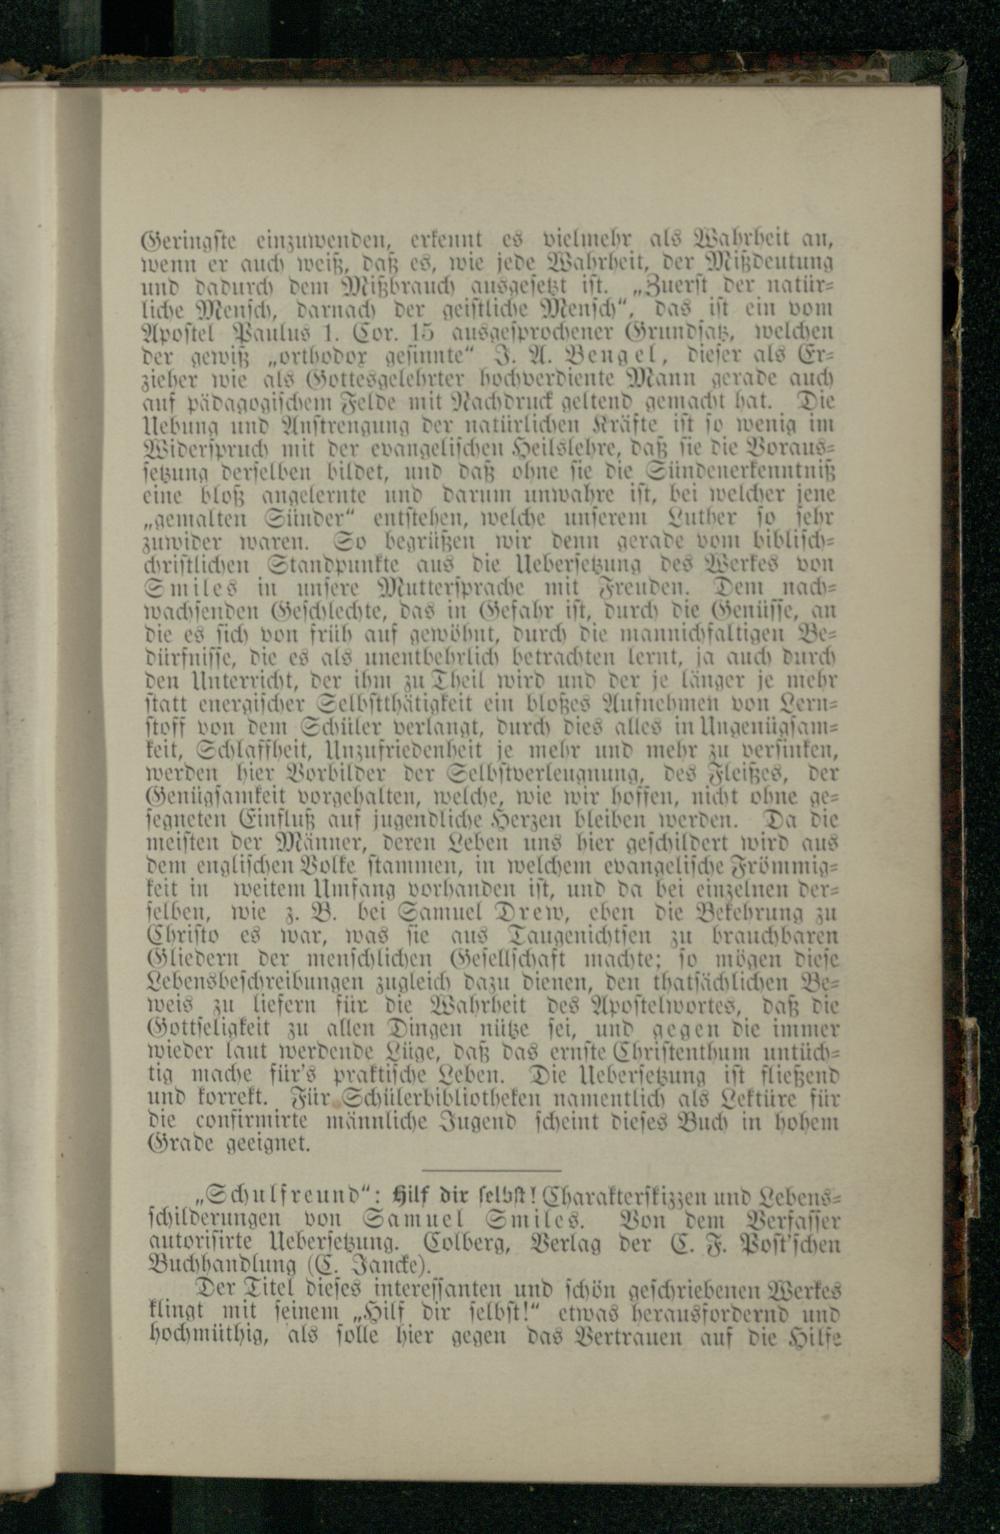 Geringste einzuwenden, erkennt es vielmehr als Wahrheit an,
wenn er auch weiß, daß es, wie jede Wahrheit, der Mißdeutung
und dadurch dem Mißbrauch ausgesetzt ist. „Zuerst der natür-
liche Mensch, darnach der geistliche Mensch“, das ist ein vom
Apostel Paulus 1. Cor. 15 ausgesprochener Grundsatz, welchen
der gewiß „orthodox gesinnte“ J. A. Bengel, dieser als Er-
zieher wie als Gottesgelehrter hochverdiente Mann gerade auch
auf pädagogischem Felde mit Nachdruck geltend gemacht hat. Die
Uebung und Anstrengung der natürlichen Kräfte ist so wenig im
Widerspruch mit der evangelischen Heilslehre, daß sie die Voraus-
setzung derselben bildet, und daß ohne sie die Sündenerkenntniß
eine bloß angelernte und darum unwahre ist, bei welcher jene
„gemalten Sünder“ entstehen, welche unserem Luther so sehr
zuwider waren. So begrüßen wir denn gerade vom biblisch-
christlichen Standpunkte aus die Uebersetzung des Werkes von
Smiles in unsere Muttersprache mit Freuden. Dem nach-
wachsenden Geschlechte, das in Gefahr ist, durch die Genüsse, an
die es sich von früh auf gewöhnt, durch die mannichfaltigen Be-
dürfnisse, die es als unentbehrlich betrachten lernt, ja auch durch
den Unterricht, der ihm zu Theil wird und der je länger je mehr
statt energischer Selbstthätigkeit ein bloßes Aufnehmen von Lern-
stoff von dem Schüler verlangt, durch dies alles in Ungenügsam-
keit, Schlaffheit, Unzufriedenheit je mehr und mehr zu versinken,
werden hier Vorbilder der Selbstverleugnung, des Fleißes, der
Genügsamkeit vorgehalten, welche, wie wir hoffen, nicht ohne ge-
segneten Einfluß auf jugendliche Herzen bleiben werden. Da die
meisten der Männer, deren Leben uns hier geschildert wird aus
dem englischen Volke stammen, in welchem evangelische Frömmig-
keit in weitem Umfang vorhanden ist, und da bei einzelnen der-
selben, wie z. B. bei Samuel Drew, eben die Bekehrung zu
Christo es war, was sie aus Taugenichtsen zu brauchbaren
Gliedern der menschlichen Gesellschaft machte; so mögen diese
Lebensbeschreibungen zugleich dazu dienen, den thatsächlichen Be-
weis zu liefern für die Wahrheit des Apostelwortes, daß die
Gottseligkeit zu allen Dingen nütze sei, und gegen die immer
wieder laut werdende Lüge, daß das ernste Christenthum untüch-
tig mache für's praktische Leben. Die Uebersetzung ist fließend
und korrekt. Für Schülerbibliotheken namentlich als Lektüre für
die confirmirte männliche Jugend scheint dieses Buch in hohem
Grade geeignet.
„Schulfreund“: Hilf dir selbst! Charakterskizzen und Lebens-
schilderungen von Samuel Smiles. Von dem Verfasser
autorisirte Uebersetzung. Colberg, Verlag der C. F. Post'schen
Buchhandlung (C. Jancke).
Der Titel dieses interessanten und schön geschriebenen Werkes
klingt mit seinem „Hilf dir selbst!“ etwas herausfordernd und
hochmüthig, als solle hier gegen das Vertrauen auf die Hilfe